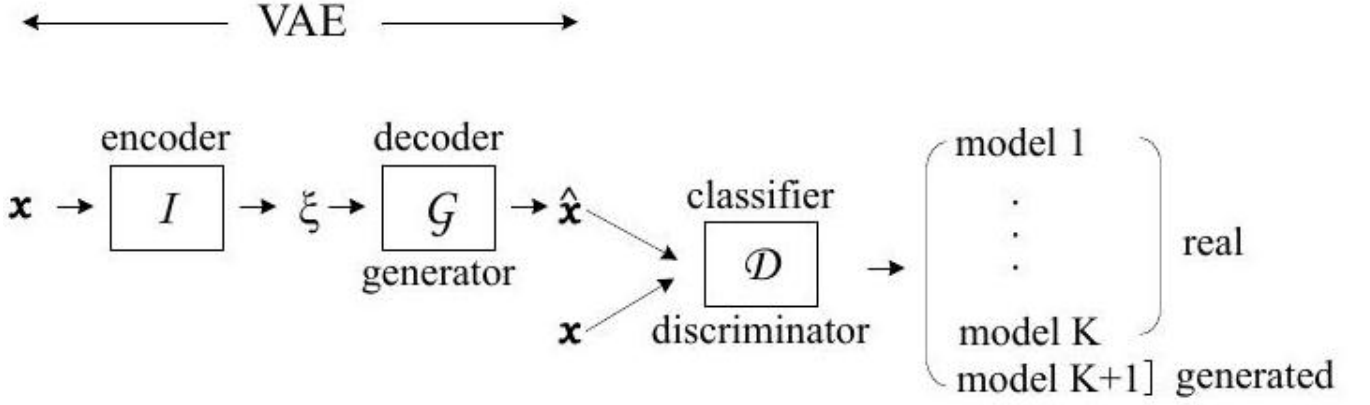 VAE
encoder
decoder
x → I → ξ → G → x̂
generator
classifier
D
discriminator
x
model 1
.
.
.
model K
real
model K+1] generated